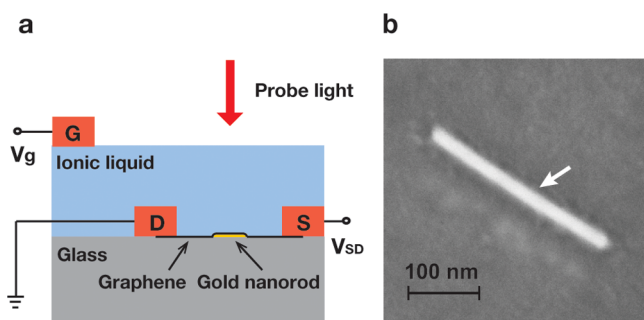 a
b
Probe light
G
Vg
Ionic liquid
D
S
VSD
Glass
Graphene
Gold nanorod
100 nm